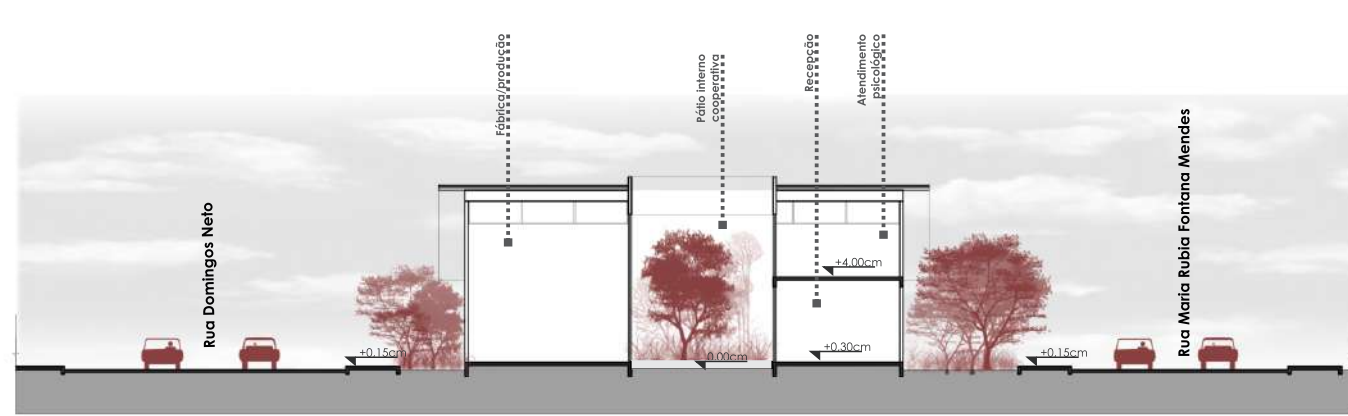 Rua Domingos Neto
Fábrica/produção
Pátio interno
cooperativa
Recepção
Atendimento
psicológico
Rua Maria Rubia Fontana Mendes
+4.00cm
+0.15cm
0.00cm
+0.30cm
+0.15cm